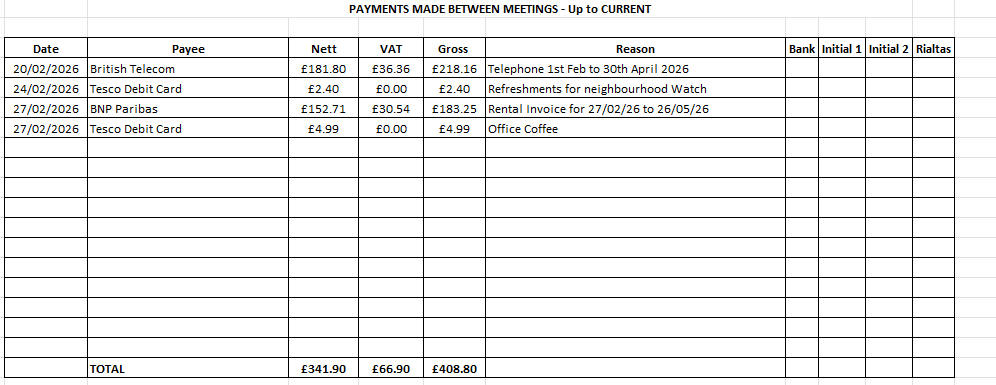 PAYMENTS MADE BETWEEN MEETINGS - Up to CURRENT
Date Payee Nett VAT Gross Reason Bank Initial 1 Initial 2 Rialtas
20/02/2026 British Telecom £181.80 £36.36 £218.16 Telephone 1st Feb to 30th April 2026
24/02/2026 Tesco Debit Card £2.40 £0.00 £2.40 Refreshments for neighbourhood Watch
27/02/2026 BNP Paribas £152.71 £30.54 £183.25 Rental Invoice for 27/02/26 to 26/05/26
27/02/2026 Tesco Debit Card £4.99 £0.00 £4.99 Office Coffee
TOTAL £341.90 £66.90 £408.80